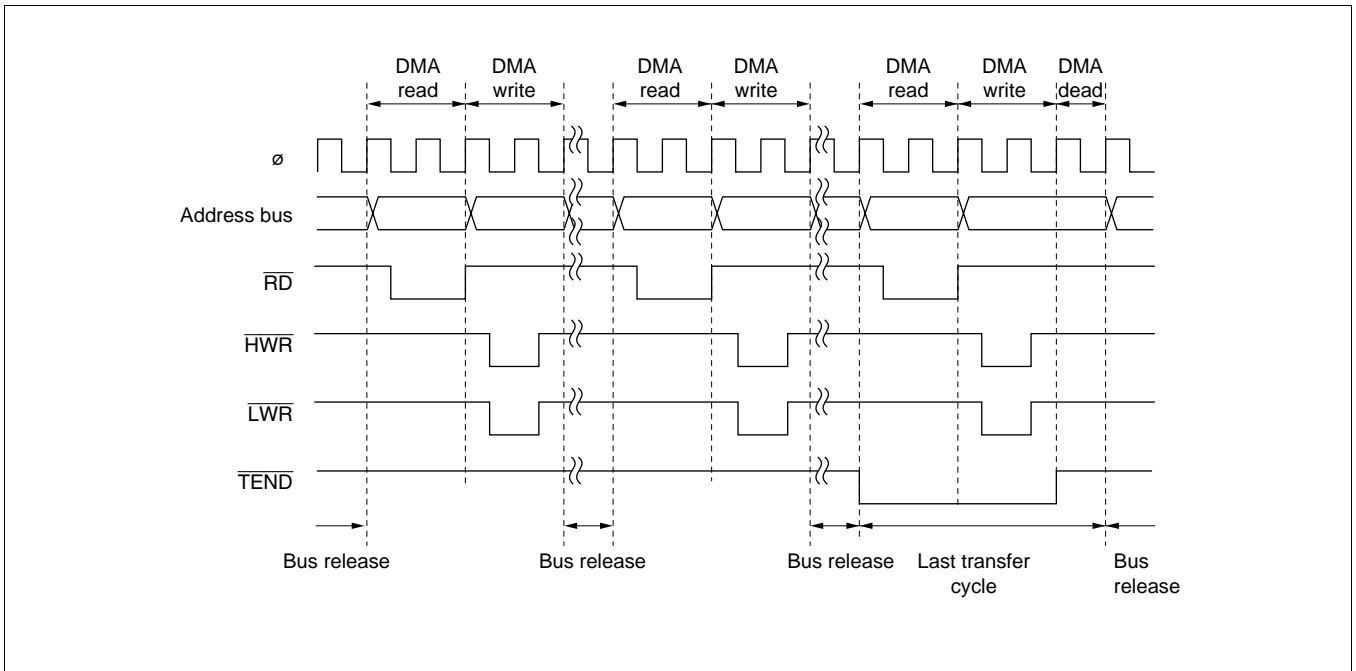 DMA read
DMA write
DMA read
DMA write
DMA read
DMA write
DMA dead
ø
Address bus
RD
HWR
LWR
TEND
Bus release
Bus release
Bus release
Last transfer cycle
Bus release